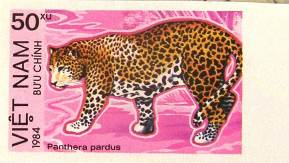 50xu
VIỆT NAM
BƯU CHÍNH
1984
Panthera pardus